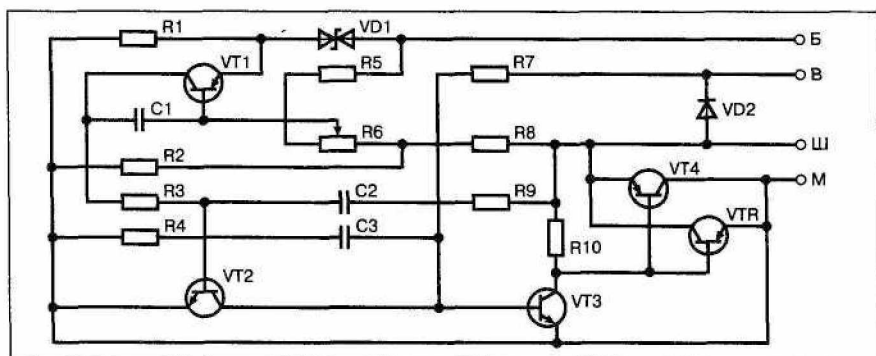 R1
VD1
Б
VT1
R5
R7
В
C1
VD2
R6
R8
Ш
R2
VT4
М
R3
C2
R9
VTR
R4
C3
R10
VT2
VT3